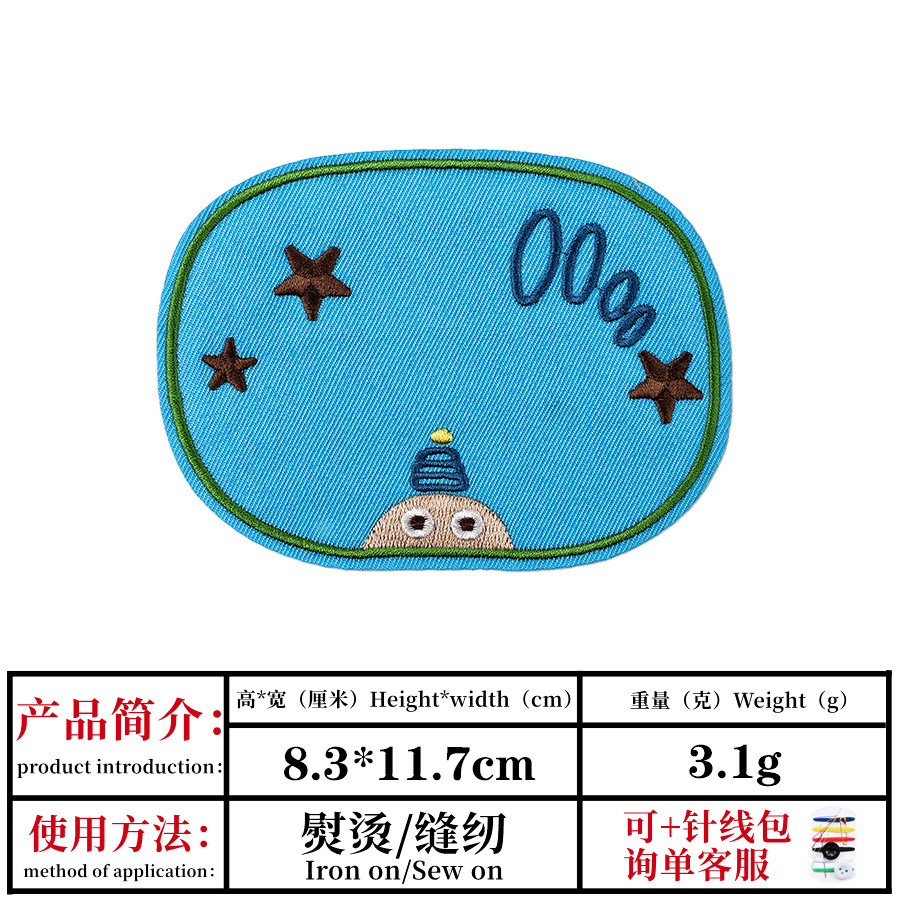 产品简介：
product introduction：
高*宽（厘米）Height*width（cm）
重量（克）Weight（g）
8.3*11.7cm
3.1g
使用方法：
method of application：
熨烫/缝纫
Iron on/Sew on
可+针线包
询单客服